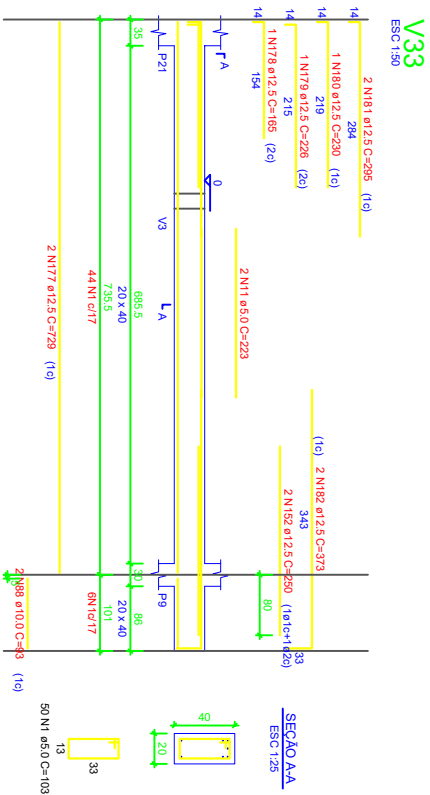 V33
ESC 1:50
2 N181 ø12.5 C=295 (1c)
14
284
1 N180 ø12.5 C=230 (1c)
14
219
1 N179 ø12.5 C=226 (2c)
14
215
1 N178 ø12.5 C=165 (2c)
14
154
(1c) 2 N182 ø12.5 C=373
343
33
2 N152 ø12.5 C=250 (1ø1c+1ø2c)
2 N11 ø5.0 C=223
80
A
0
A
P21
V3
P9
35
685.5
30
86
20 x 40
20 x 40
735.5
101
44 N1 c/17
6N1c/17
2 N177 ø12.5 C=729 (1c)
2 N88 ø10.0 C=93 (1c)
SEÇÃO A-A
ESC 1:25
40
20
33
13
50 N1 ø5.0 C=103